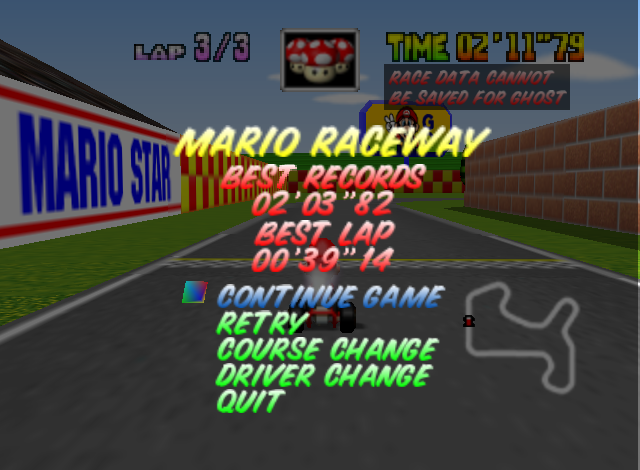 LAP 3/3
TIME 02'11"79
RACE DATA CANNOT
BE SAVED FOR GHOST
G
MARIO STAR
MARIO RACEWAY
BEST RECORDS
02'03"82
BEST LAP
00'39"14
CONTINUE GAME
RETRY
COURSE CHANGE
DRIVER CHANGE
QUIT